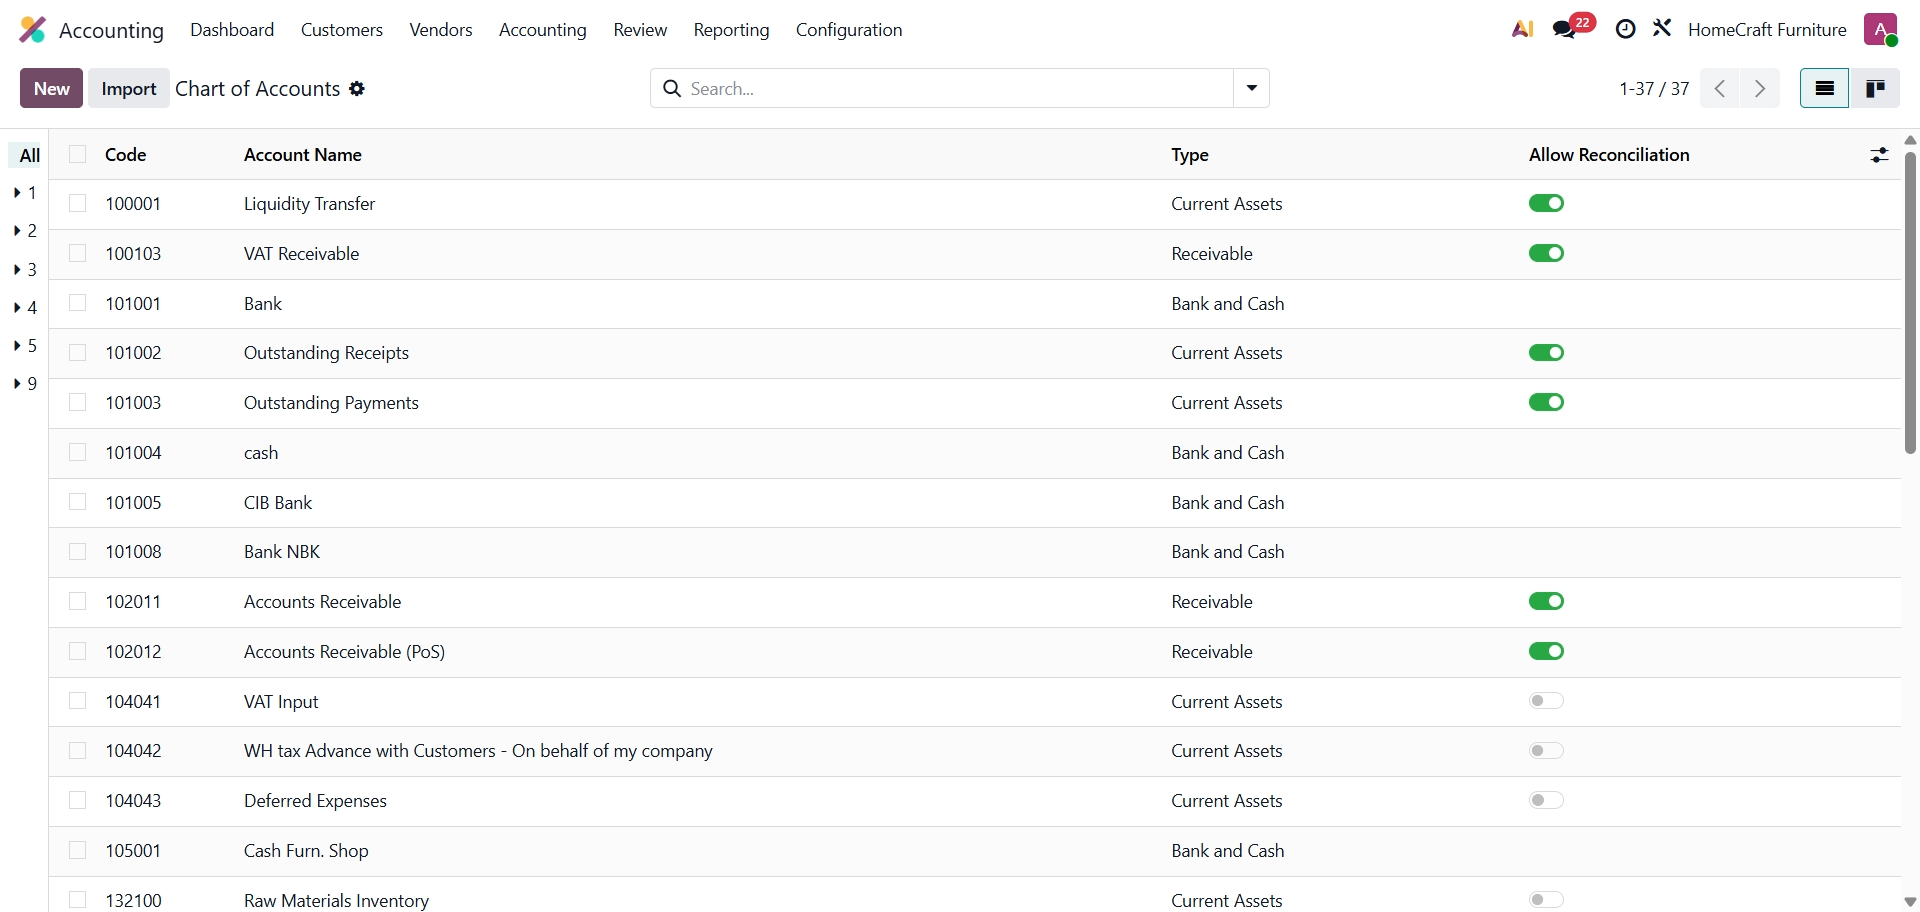 Accounting Dashboard Customers Vendors Accounting Review Reporting Configuration AI 22 HomeCraft Furniture A
New Import Chart of Accounts Search... 1-37 / 37
All Code Account Name Type Allow Reconciliation
1
2
3
4
5
9
100001 Liquidity Transfer Current Assets
100103 VAT Receivable Receivable
101001 Bank Bank and Cash
101002 Outstanding Receipts Current Assets
101003 Outstanding Payments Current Assets
101004 cash Bank and Cash
101005 CIB Bank Bank and Cash
101008 Bank NBK Bank and Cash
102011 Accounts Receivable Receivable
102012 Accounts Receivable (PoS) Receivable
104041 VAT Input Current Assets
104042 WH tax Advance with Customers - On behalf of my company Current Assets
104043 Deferred Expenses Current Assets
105001 Cash Furn. Shop Bank and Cash
132100 Raw Materials Inventory Current Assets